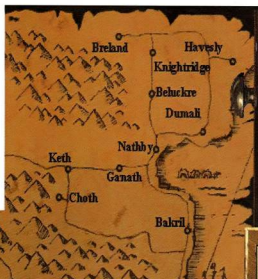 Breland
Havesly
Knightridge
Beluckre
Dumali
Nathby
Keth
Ganath
Choth
Bakril